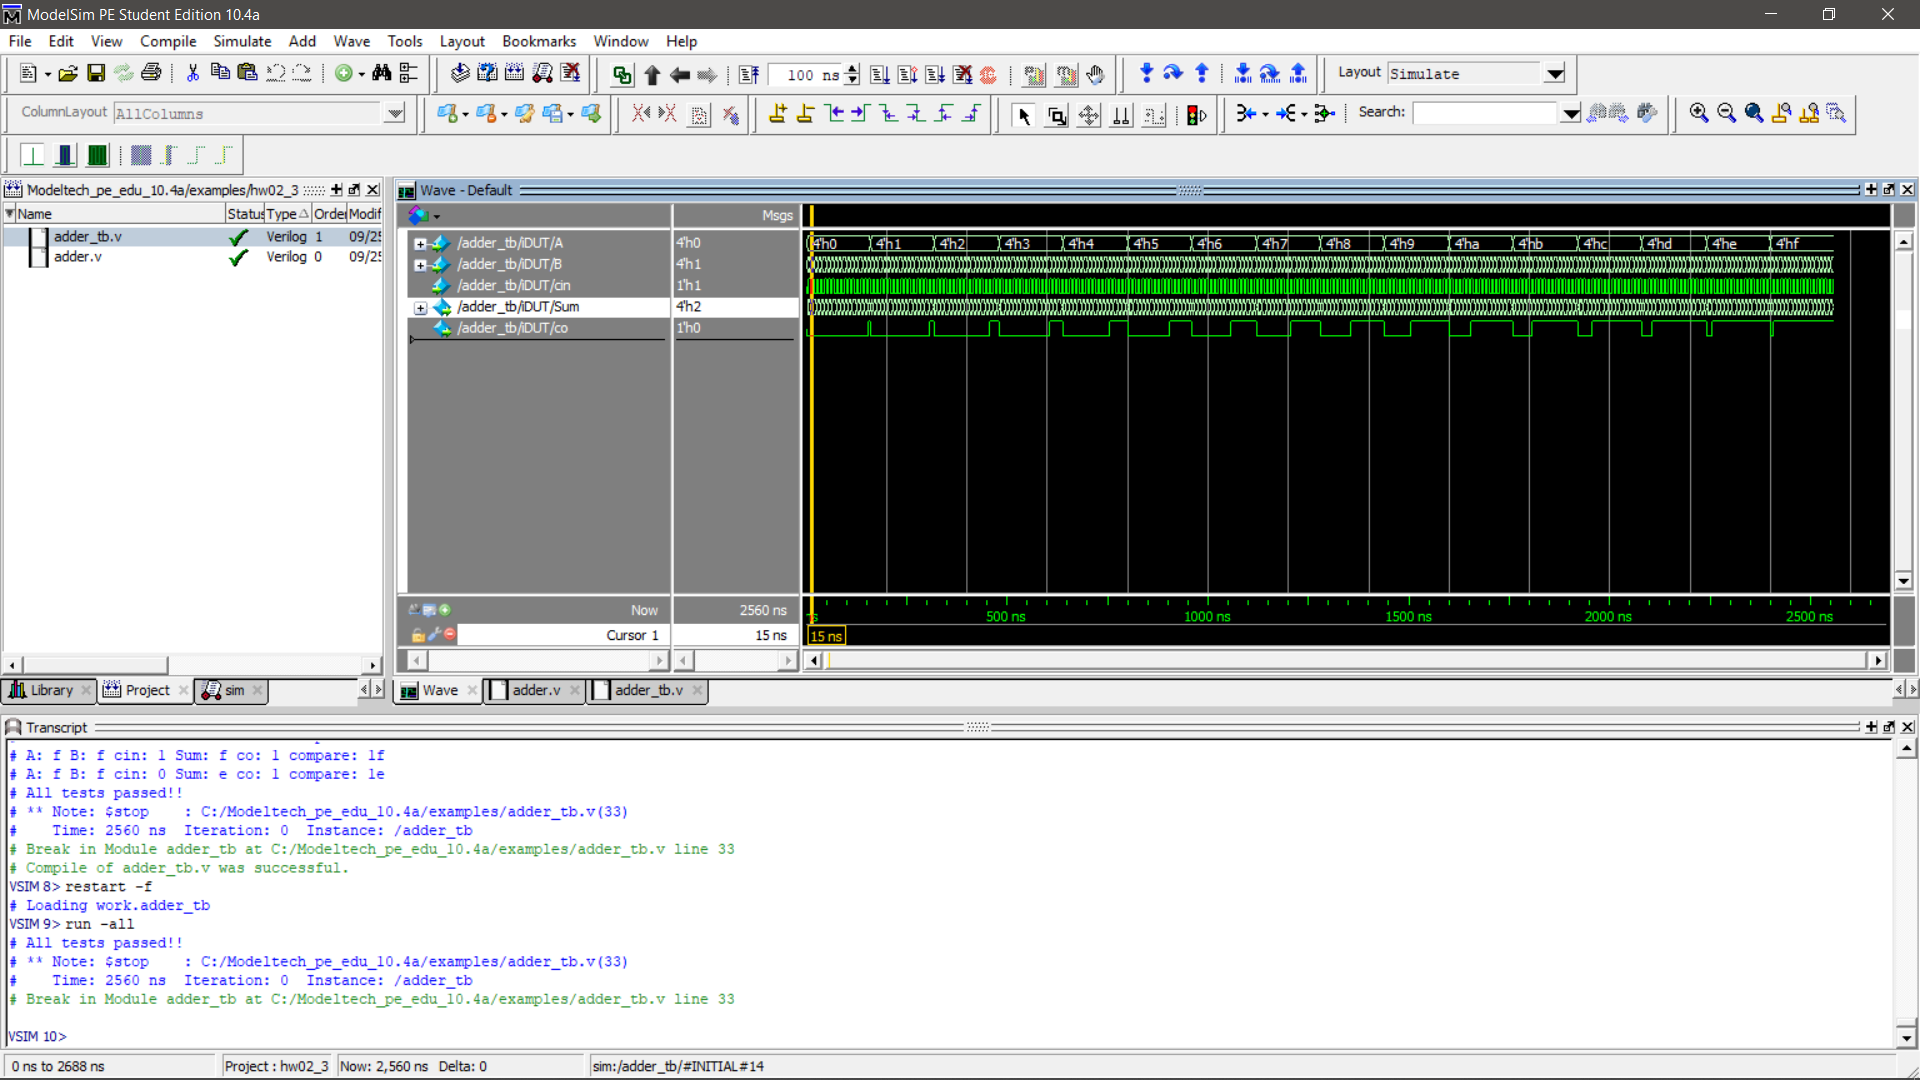 ModelSim PE Student Edition 10.4a
File Edit View Compile Simulate Add Wave Tools Layout Bookmarks Window Help
100 ns
Layout Simulate
ColumnLayout AllColumns
Search:
Modeltech_pe_edu_10.4a/examples/hw02_3
Name Status Type Order Modif
adder_tb.v Verilog 1 09/25
adder.v Verilog 0 09/25
Library Project sim
Wave - Default
Msgs
/adder_tb/iDUT/A 4'h0 4'h0 4'h1 4'h2 4'h3 4'h4 4'h5 4'h6 4'h7 4'h8 4'h9 4'ha 4'hb 4'hc 4'hd 4'he 4'hf
/adder_tb/iDUT/B 4'h1
/adder_tb/iDUT/cin 1'h1
/adder_tb/iDUT/Sum 4'h2
/adder_tb/iDUT/co 1'h0
Now 2560 ns
500 ns 1000 ns 1500 ns 2000 ns 2500 ns
Cursor 1 15 ns 15 ns
Wave adder.v adder_tb.v
Transcript
# A: f B: f cin: 1 Sum: f co: 1 compare: 1f
# A: f B: f cin: 0 Sum: e co: 1 compare: 1e
# All tests passed!!
# ** Note: $stop : C:/Modeltech_pe_edu_10.4a/examples/adder_tb.v(33)
# Time: 2560 ns Iteration: 0 Instance: /adder_tb
# Break in Module adder_tb at C:/Modeltech_pe_edu_10.4a/examples/adder_tb.v line 33
# Compile of adder_tb.v was successful.
VSIM 8> restart -f
# Loading work.adder_tb
VSIM 9> run -all
# All tests passed!!
# ** Note: $stop : C:/Modeltech_pe_edu_10.4a/examples/adder_tb.v(33)
# Time: 2560 ns Iteration: 0 Instance: /adder_tb
# Break in Module adder_tb at C:/Modeltech_pe_edu_10.4a/examples/adder_tb.v line 33
VSIM 10>
0 ns to 2688 ns Project : hw02_3 Now: 2,560 ns Delta: 0 sim:/adder_tb/#INITIAL#14